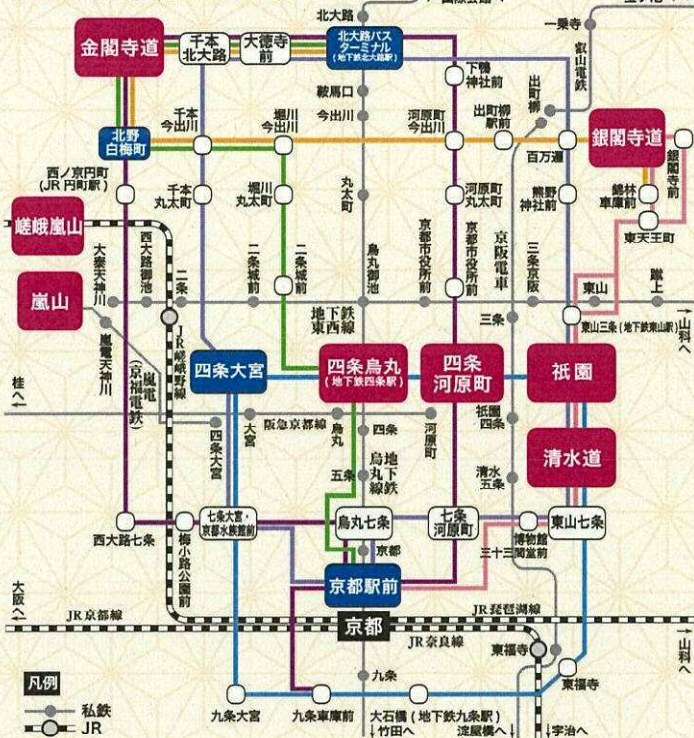 北大路
一乗寺
叡山電鉄
金閣寺道
千本
北大路
大徳寺
前
北大路バス
ターミナル
(地下鉄北大路駅)
下鴨
神社前
出町柳
鞍馬口
今出川
北野
白梅町
千本
今出川
堀川
今出川
河原町
今出川
出町柳
駅前
百万遍
銀閣寺道
銀閣寺前
西ノ京円町
(JR 円町駅)
千本
丸太町
堀川
丸太町
丸太町
河原町
丸太町
熊野
神社前
錦林
車庫前
東天王町
嵯峨嵐山
嵐山
大秦天神川
西大路御池
二条
二条城前
二条城前
烏丸御池
京都市役所前
京都市役所前
京阪電車
三条京阪
東山
蹴上
地下鉄
東西線
三条
東山三条(地下鉄東山駅)
→山科へ
嵐電天神川
嵐電
(京福電鉄)
JR嵯峨野線
四条大宮
四条烏丸
(地下鉄四条駅)
四条
河原町
祇園
桂へ←
阪急京都線
四条大宮
大宮
烏丸
四条
河原町
祇園
四条
清水道
五条
地下鉄
烏丸線
清水
五条
西大路七条
梅小路公園前
七条大宮・
京都水族館前
烏丸七条
七条
河原町
博物館
三十三間堂前
東山七条
京都
京都駅前
大阪へ←
JR京都線
京都
JR琵琶湖線
JR奈良線
→山科へ
東福寺
東福寺
九条
凡例
私鉄
JR
九条大宮
九条車庫前
大石橋(地下鉄九条駅)
↓竹田へ
淀屋橋へ↓
↓宇治へ